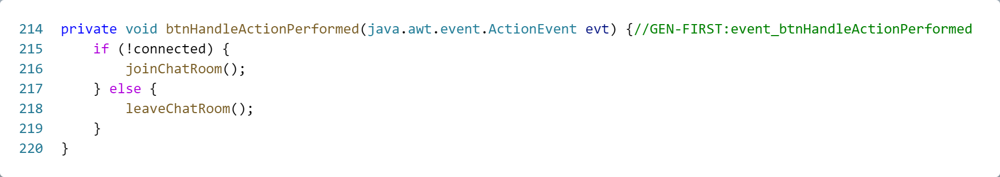 214 private void btnHandleActionPerformed(java.awt.event.ActionEvent evt) {//GEN-FIRST:event_btnHandleActionPerformed
215     if (!connected) {
216         joinChatRoom();
217     } else {
218         leaveChatRoom();
219     }
220 }